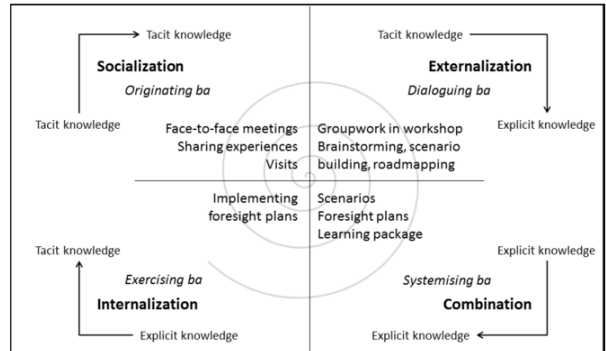 Tacit knowledge
Socialization
Originating ba
Tacit knowledge
Face-to-face meetings
Sharing experiences
Visits
Tacit knowledge
Externalization
Dialoguing ba
Explicit knowledge
Groupwork in workshop
Brainstorming, scenario
building, roadmapping
Implementing
foresight plans
Tacit knowledge
Exercising ba
Internalization
Explicit knowledge
Scenarios
Foresight plans
Learning package
Explicit knowledge
Systemising ba
Combination
Explicit knowledge